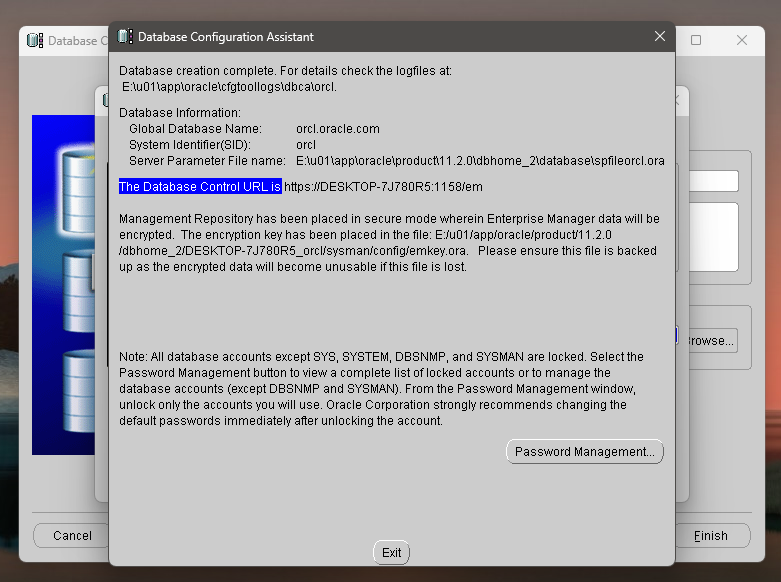 Database C
Database Configuration Assistant
Database creation complete. For details check the logfiles at:
E:\u01\app\oracle\cfgtoollogs\dbca\orcl.
Database Information:
Global Database Name: orcl.oracle.com
System Identifier(SID): orcl
Server Parameter File name: E:\u01\app\oracle\product\11.2.0\dbhome_2\database\spfileorcl.ora
The Database Control URL is https://DESKTOP-7J780R5:1158/em
Management Repository has been placed in secure mode wherein Enterprise Manager data will be
encrypted. The encryption key has been placed in the file: E:/u01/app/oracle/product/11.2.0
/dbhome_2/DESKTOP-7J780R5_orcl/sysman/config/emkey.ora. Please ensure this file is backed
up as the encrypted data will become unusable if this file is lost.
rowse...
Note: All database accounts except SYS, SYSTEM, DBSNMP, and SYSMAN are locked. Select the
Password Management button to view a complete list of locked accounts or to manage the
database accounts (except DBSNMP and SYSMAN). From the Password Management window,
unlock only the accounts you will use. Oracle Corporation strongly recommends changing the
default passwords immediately after unlocking the account.
Password Management...
Cancel
Finish
Exit